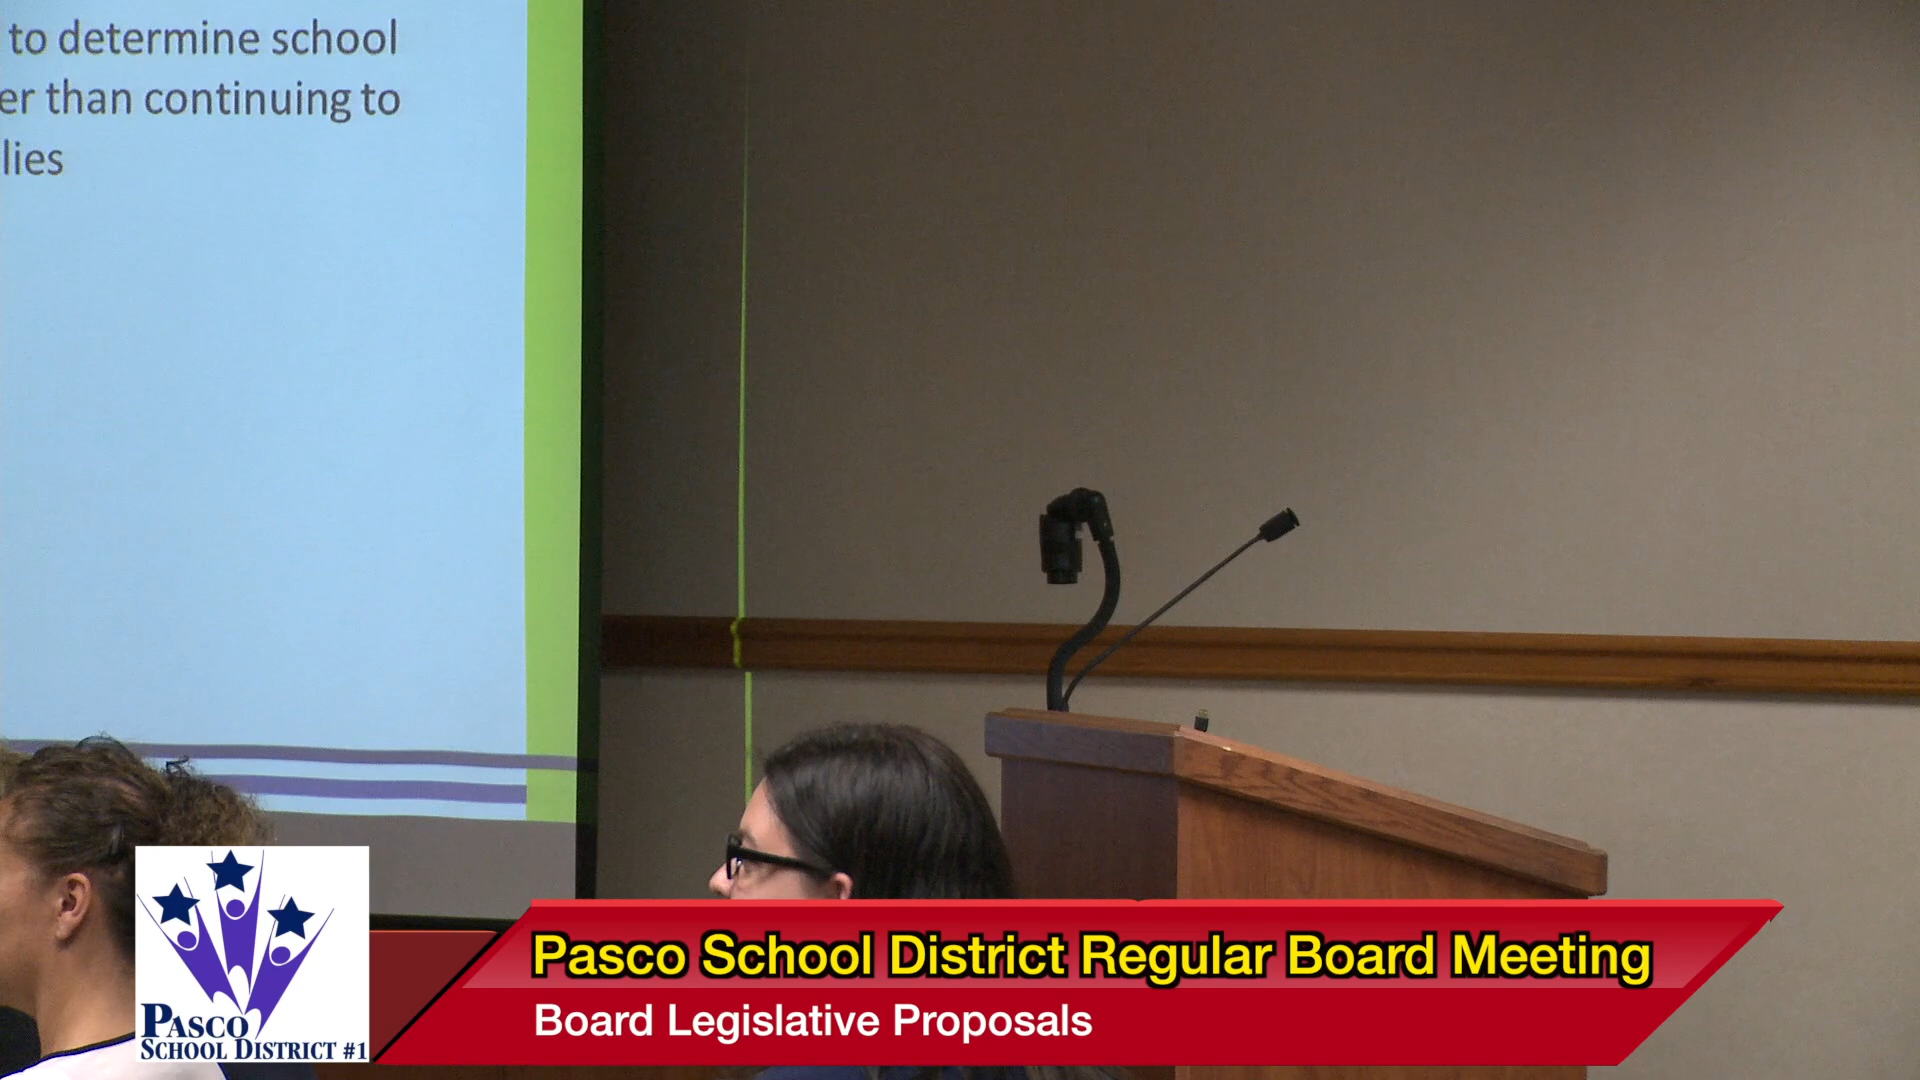 to determine school
er than continuing to
lies
Pasco School District Regular Board Meeting
Board Legislative Proposals
PASCO
SCHOOL DISTRICT #1